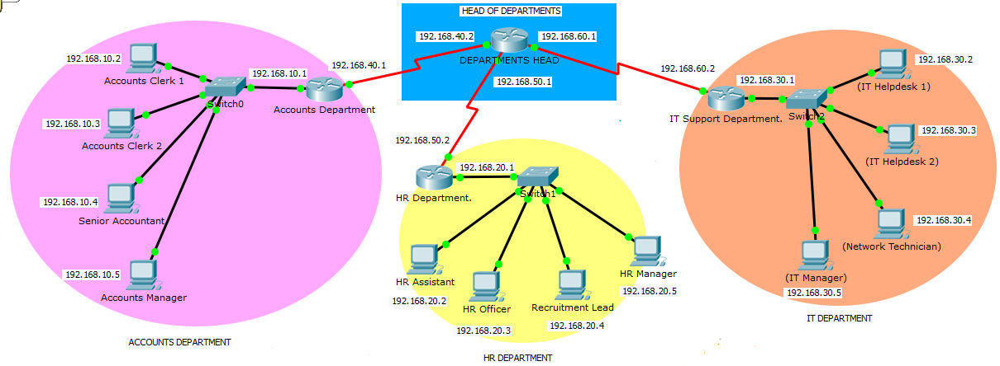 HEAD OF DEPARTMENTS
192.168.40.2
192.168.60.1
DEPARTMENTS HEAD
192.168.50.1
192.168.10.2
Accounts Clerk 1
192.168.10.1
192.168.40.1
Switch0
Accounts Department
192.168.10.3
Accounts Clerk 2
192.168.10.4
Senior Accountant
192.168.10.5
Accounts Manager
ACCOUNTS DEPARTMENT
192.168.50.2
192.168.20.1
HR Department.
Switch1
HR Assistant
192.168.20.2
HR Officer
192.168.20.3
Recruitment Lead
192.168.20.4
HR Manager
192.168.20.5
HR DEPARTMENT
192.168.60.2
192.168.30.1
IT Support Department.
Switch2
192.168.30.2
(IT Helpdesk 1)
192.168.30.3
(IT Helpdesk 2)
192.168.30.4
(Network Technician)
(IT Manager)
192.168.30.5
IT DEPARTMENT